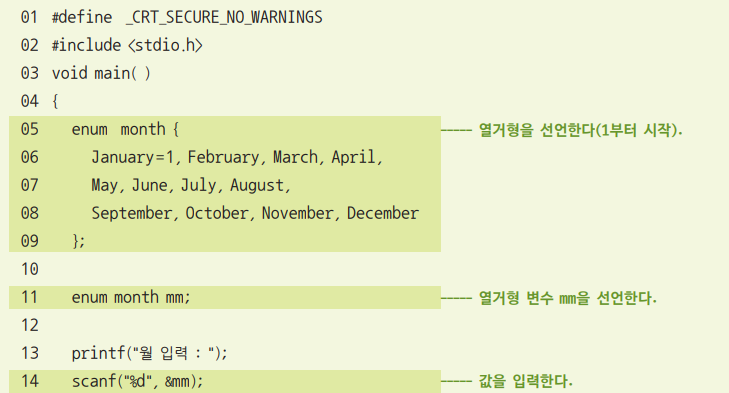 01 #define _CRT_SECURE_NO_WARNINGS
02 #include <stdio.h>
03 void main( )
04 {
05 enum month { ----- 열거형을 선언한다(1부터 시작).
06 January=1, February, March, April,
07 May, June, July, August,
08 September, October, November, December
09 };
10
11 enum month mm; ----- 열거형 변수 mm을 선언한다.
12
13 printf("월 입력 : ");
14 scanf("%d", &mm); ----- 값을 입력한다.